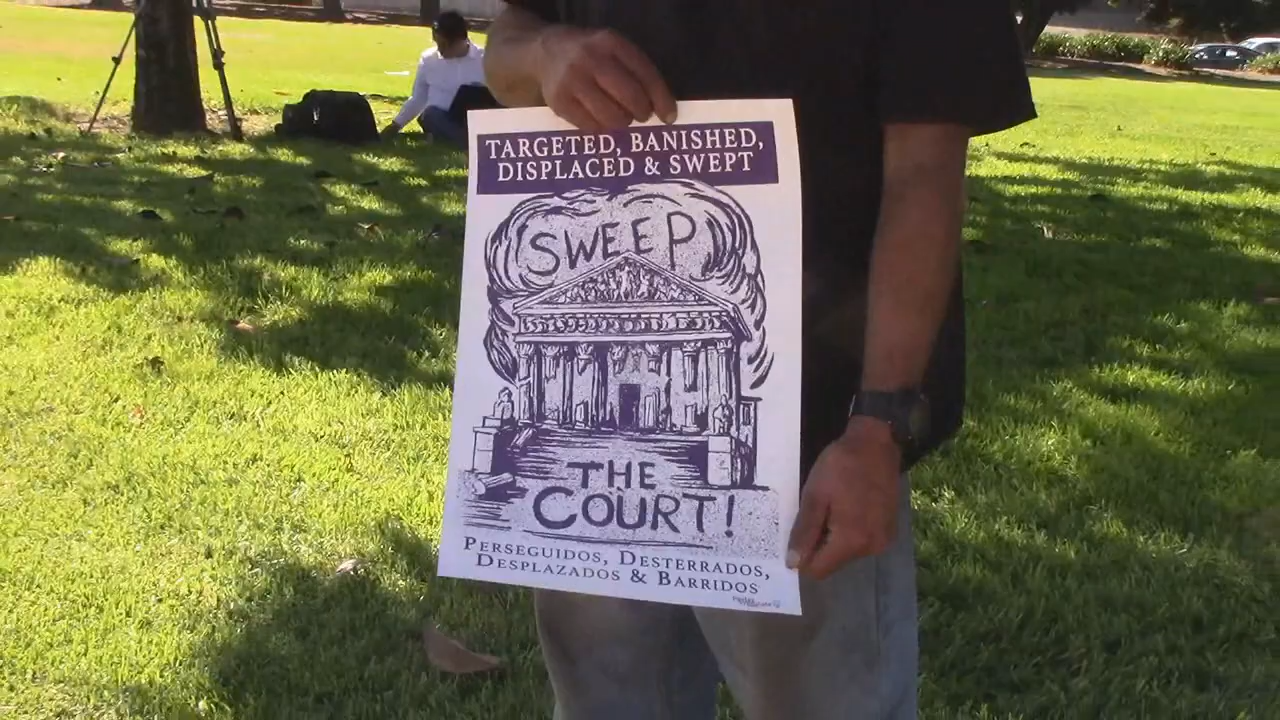 TARGETED, BANISHED,
DISPLACED & SWEPT
SWEEP
THE
COURT!
PERSEGUIDOS, DESTERRADOS,
DESPLAZADOS & BARRIDOS